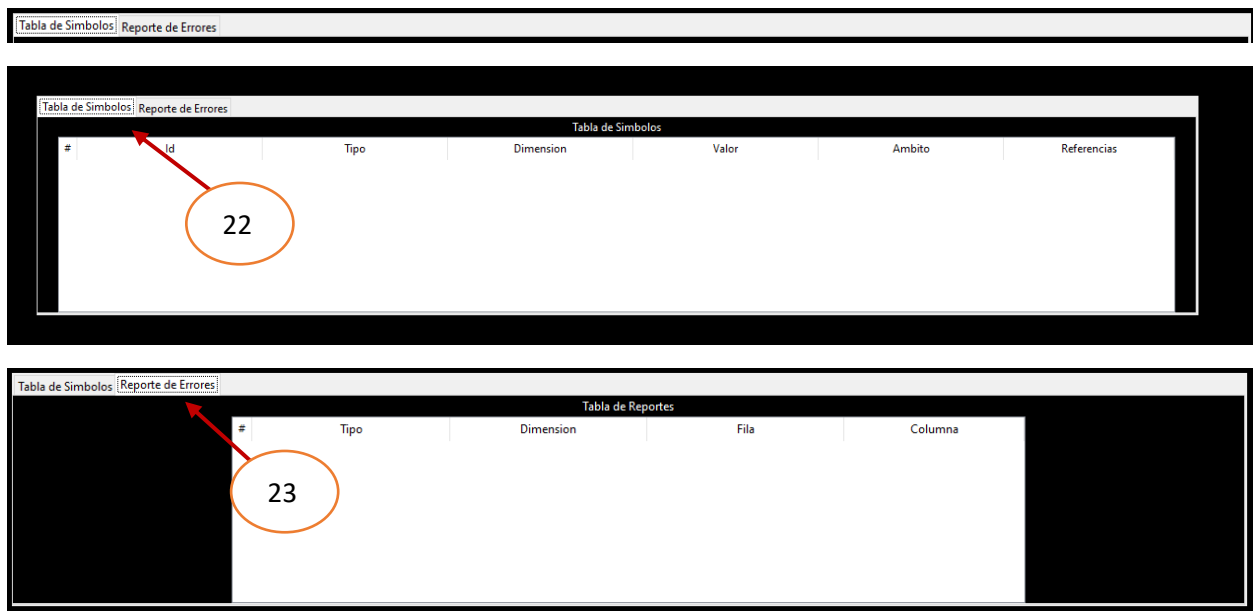 Tabla de Simbolos Reporte de Errores
Tabla de Simbolos Reporte de Errores
Tabla de Simbolos
# Id Tipo Dimension Valor Ambito Referencias
22
Tabla de Simbolos Reporte de Errores
Tabla de Reportes
# Tipo Dimension Fila Columna
23